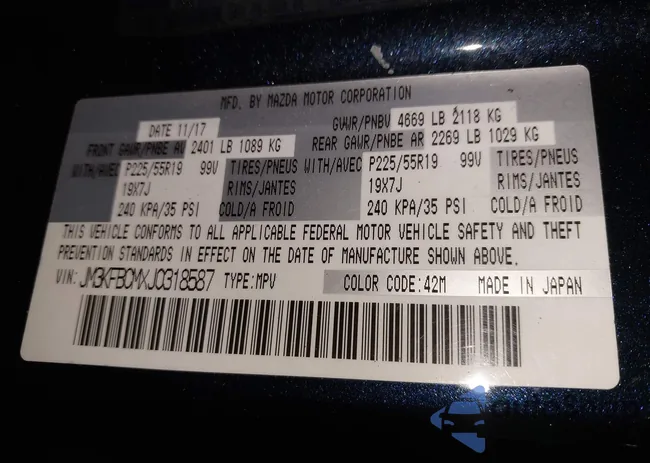 MFD. BY MAZDA MOTOR CORPORATION
DATE 11/17 GVWR/PNBV 4669 LB 2118 KG
FRONT GAWR/PNBE AV 2401 LB 1089 KG REAR GAWR/PNBE AR 2269 LB 1029 KG
WITH/AVEC P225/55R19 99V TIRES/PNEUS WITH/AVEC P225/55R19 99V TIRES/PNEUS
19X7J RIMS/JANTES 19X7J RIMS/JANTES
240 KPA/35 PSI COLD/A FROID 240 KPA/35 PSI COLD/A FROID
THIS VEHICLE CONFORMS TO ALL APPLICABLE FEDERAL MOTOR VEHICLE SAFETY AND THEFT
PREVENTION STANDARDS IN EFFECT ON THE DATE OF MANUFACTURE SHOWN ABOVE.
VIN: JM3KFBCMXJ0318587 TYPE:MPV COLOR CODE:42M MADE IN JAPAN